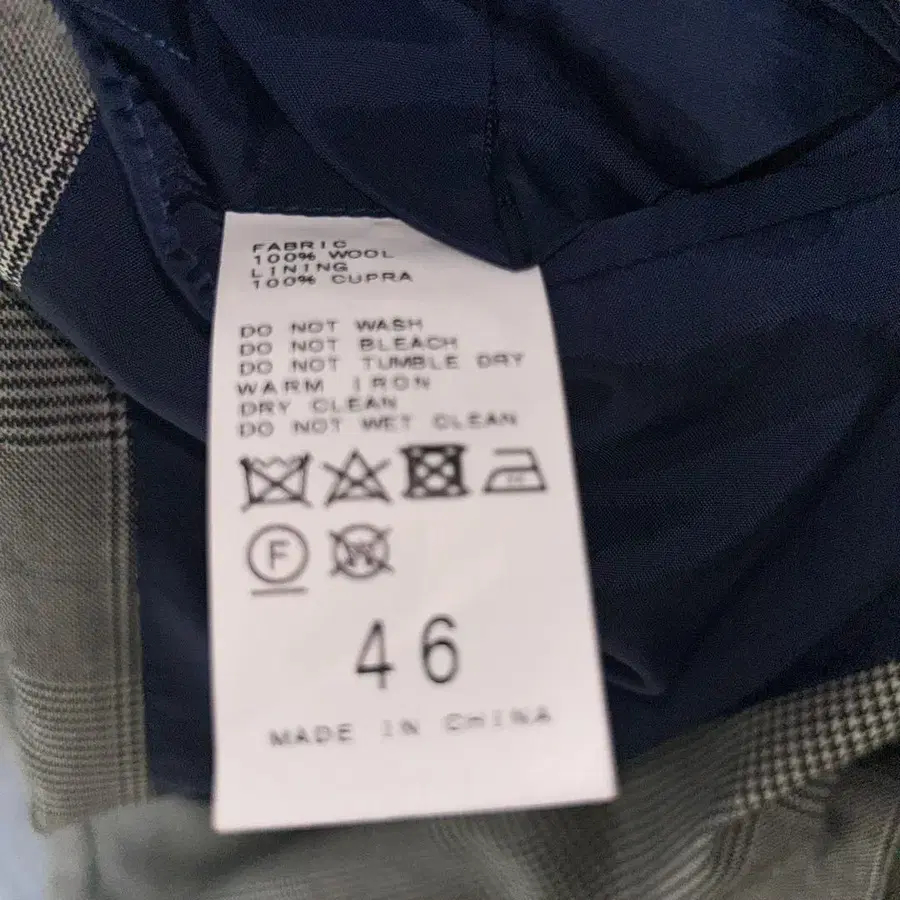 FABRIC
100% WOOL
LINING
100% CUPRA
DO NOT WASH
DO NOT BLEACH
DO NOT TUMBLE DRY
WARM IRON
DRY CLEAN
DO NOT WET CLEAN
F W
46
MADE IN CHINA